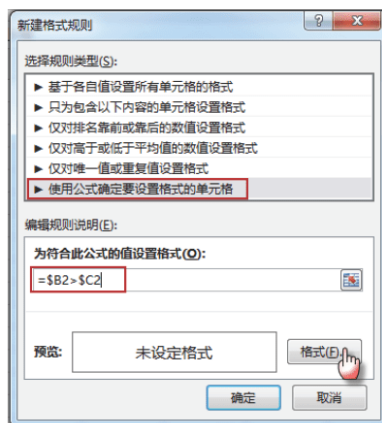 新建格式规则
选择规则类型(S):
► 基于各自值设置所有单元格的格式
► 只为包含以下内容的单元格设置格式
► 仅对排名靠前或靠后的数值设置格式
► 仅对高于或低于平均值的数值设置格式
► 仅对唯一值或重复值设置格式
► 使用公式确定要设置格式的单元格
编辑规则说明(E):
为符合此公式的值设置格式(O):
=$B2>$C2
预览:
未设定格式
格式(F)
确定
取消